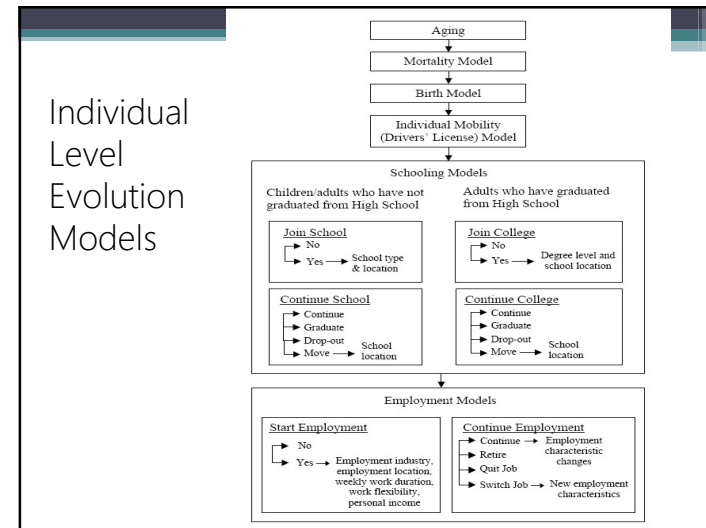 Individual
Level
Evolution
Models
Aging
Mortality Model
Birth Model
Individual Mobility
(Drivers' License) Model
Schooling Models
Children/adults who have not
graduated from High School
Adults who have graduated
from High School
Join School
No
Yes
School type
& location
Join College
No
Yes
Degree level and
school location
Continue School
Continue
Graduate
Drop-out
Move
School
location
Continue College
Continue
Graduate
Drop-out
Move
School
location
Employment Models
Start Employment
No
Yes
Employment industry,
employment location,
weekly work duration,
work flexibility,
personal income
Continue Employment
Continue
Employment
characteristic
changes
Retire
Quit Job
Switch Job
New employment
characteristics